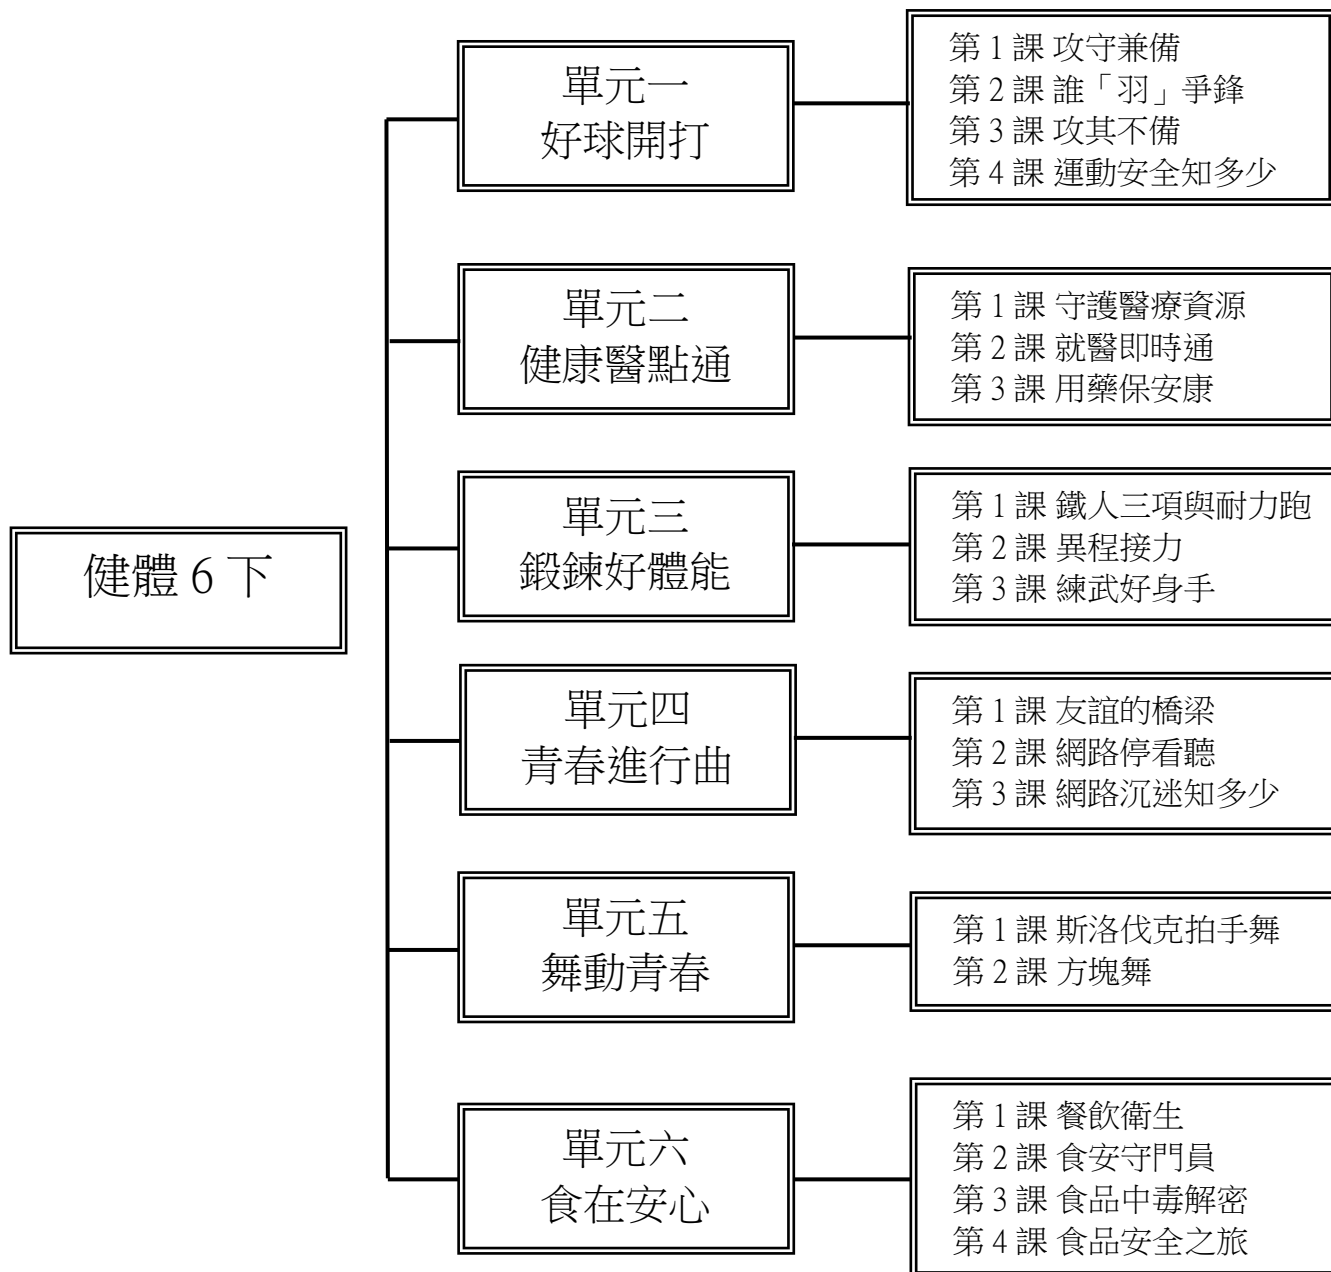 健體 6 下
單元一
好球開打
第 1 課 攻守兼備
第 2 課 誰「羽」爭鋒
第 3 課 攻其不備
第 4 課 運動安全知多少
單元二
健康醫點通
第 1 課 守護醫療資源
第 2 課 就醫即時通
第 3 課 用藥保安康
單元三
鍛鍊好體能
第 1 課 鐵人三項與耐力跑
第 2 課 異程接力
第 3 課 練武好身手
單元四
青春進行曲
第 1 課 友誼的橋梁
第 2 課 網路停看聽
第 3 課 網路沉迷知多少
單元五
舞動青春
第 1 課 斯洛伐克拍手舞
第 2 課 方塊舞
單元六
食在安心
第 1 課 餐飲衛生
第 2 課 食安守門員
第 3 課 食品中毒解密
第 4 課 食品安全之旅